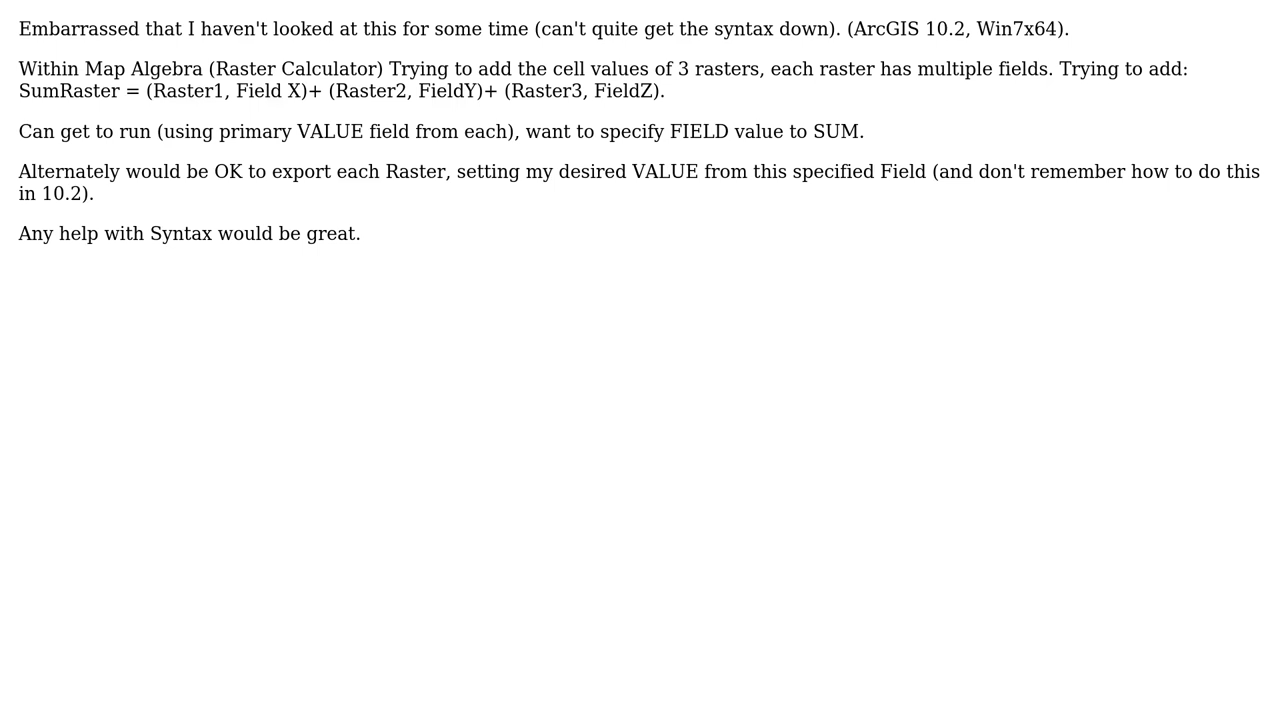 Embarrassed that I haven't looked at this for some time (can't quite get the syntax down). (ArcGIS 10.2, Win7x64).
Within Map Algebra (Raster Calculator) Trying to add the cell values of 3 rasters, each raster has multiple fields. Trying to add:
SumRaster = (Raster1, Field X)+ (Raster2, FieldY)+ (Raster3, FieldZ).
Can get to run (using primary VALUE field from each), want to specify FIELD value to SUM.
Alternately would be OK to export each Raster, setting my desired VALUE from this specified Field (and don't remember how to do this
in 10.2).
Any help with Syntax would be great.